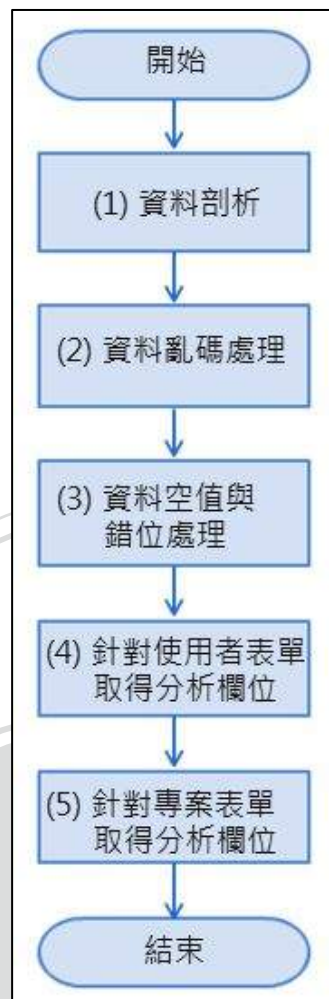 開始
(1) 資料剖析
(2) 資料亂碼處理
(3) 資料空值與
錯位處理
(4) 針對使用者表單
取得分析欄位
(5) 針對專案表單
取得分析欄位
結束